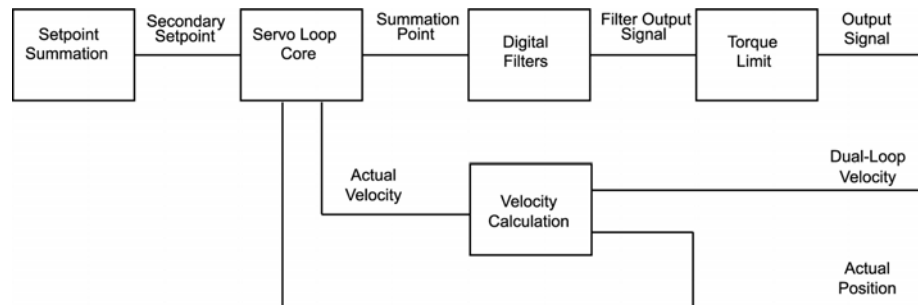 Setpoint
Summation
Secondary
Setpoint
Servo Loop
Core
Summation
Point
Digital
Filters
Filter Output
Signal
Torque
Limit
Output
Signal
Actual
Velocity
Velocity
Calculation
Dual-Loop
Velocity
Actual
Position